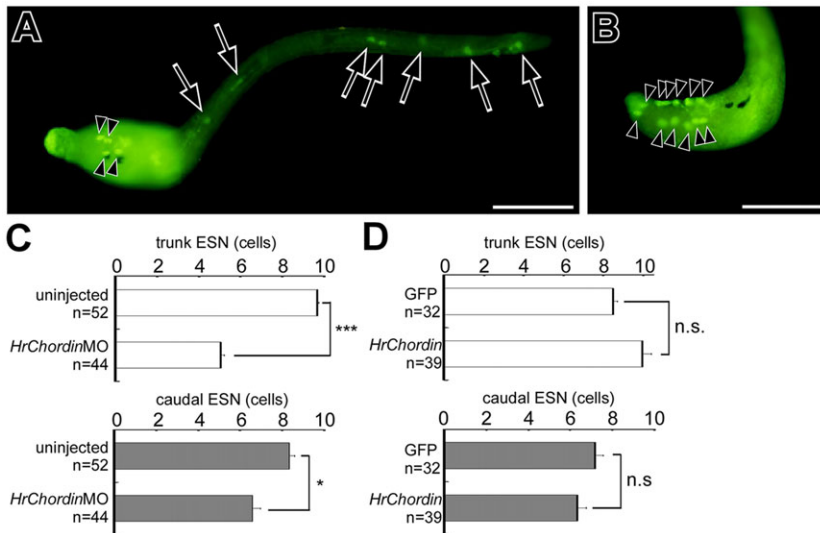 A
B
C
trunk ESN (cells)
0 2 4 6 8 10
uninjected
n=52
HrChordinMO
n=44
***
caudal ESN (cells)
0 2 4 6 8 10
uninjected
n=52
HrChordinMO
n=44
*
D
trunk ESN (cells)
0 2 4 6 8 10
GFP
n=32
HrChordin
n=39
n.s.
caudal ESN (cells)
0 2 4 6 8 10
GFP
n=32
HrChordin
n=39
n.s